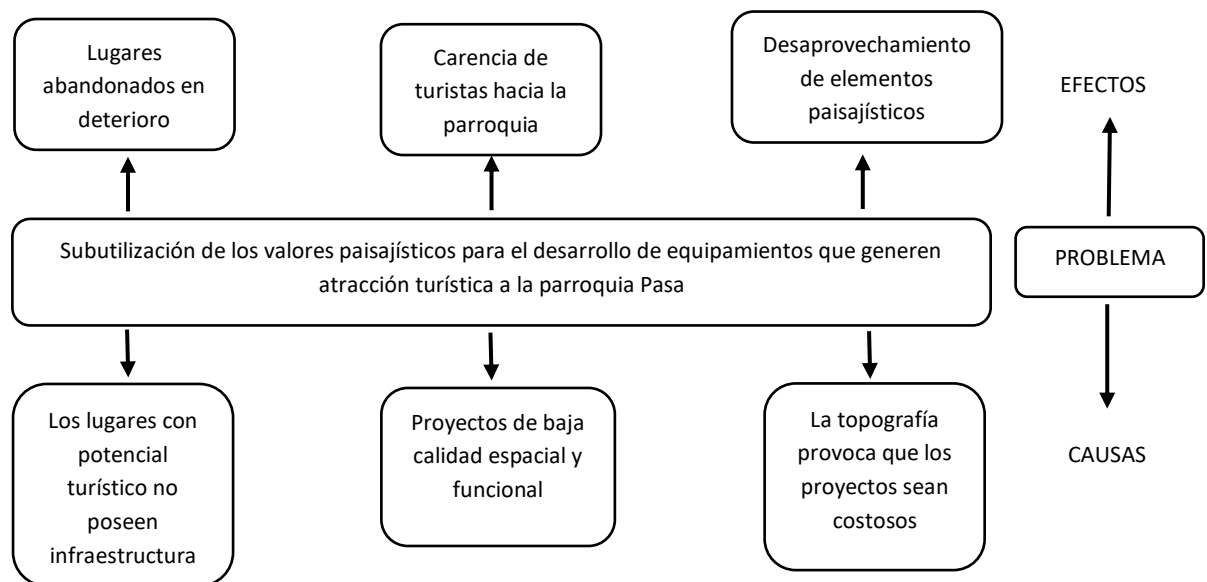 Lugares
abandonados en
deterioro
Carencia de
turistas hacia la
parroquia
Desaprovechamiento
de elementos
paisajísticos
EFECTOS
Subutilización de los valores paisajísticos para el desarrollo de equipamientos que generen
atracción turística a la parroquia Pasa
PROBLEMA
Los lugares con
potencial
turístico no
poseen
infraestructura
Proyectos de baja
calidad espacial y
funcional
La topografía
provoca que los
proyectos sean
costosos
CAUSAS